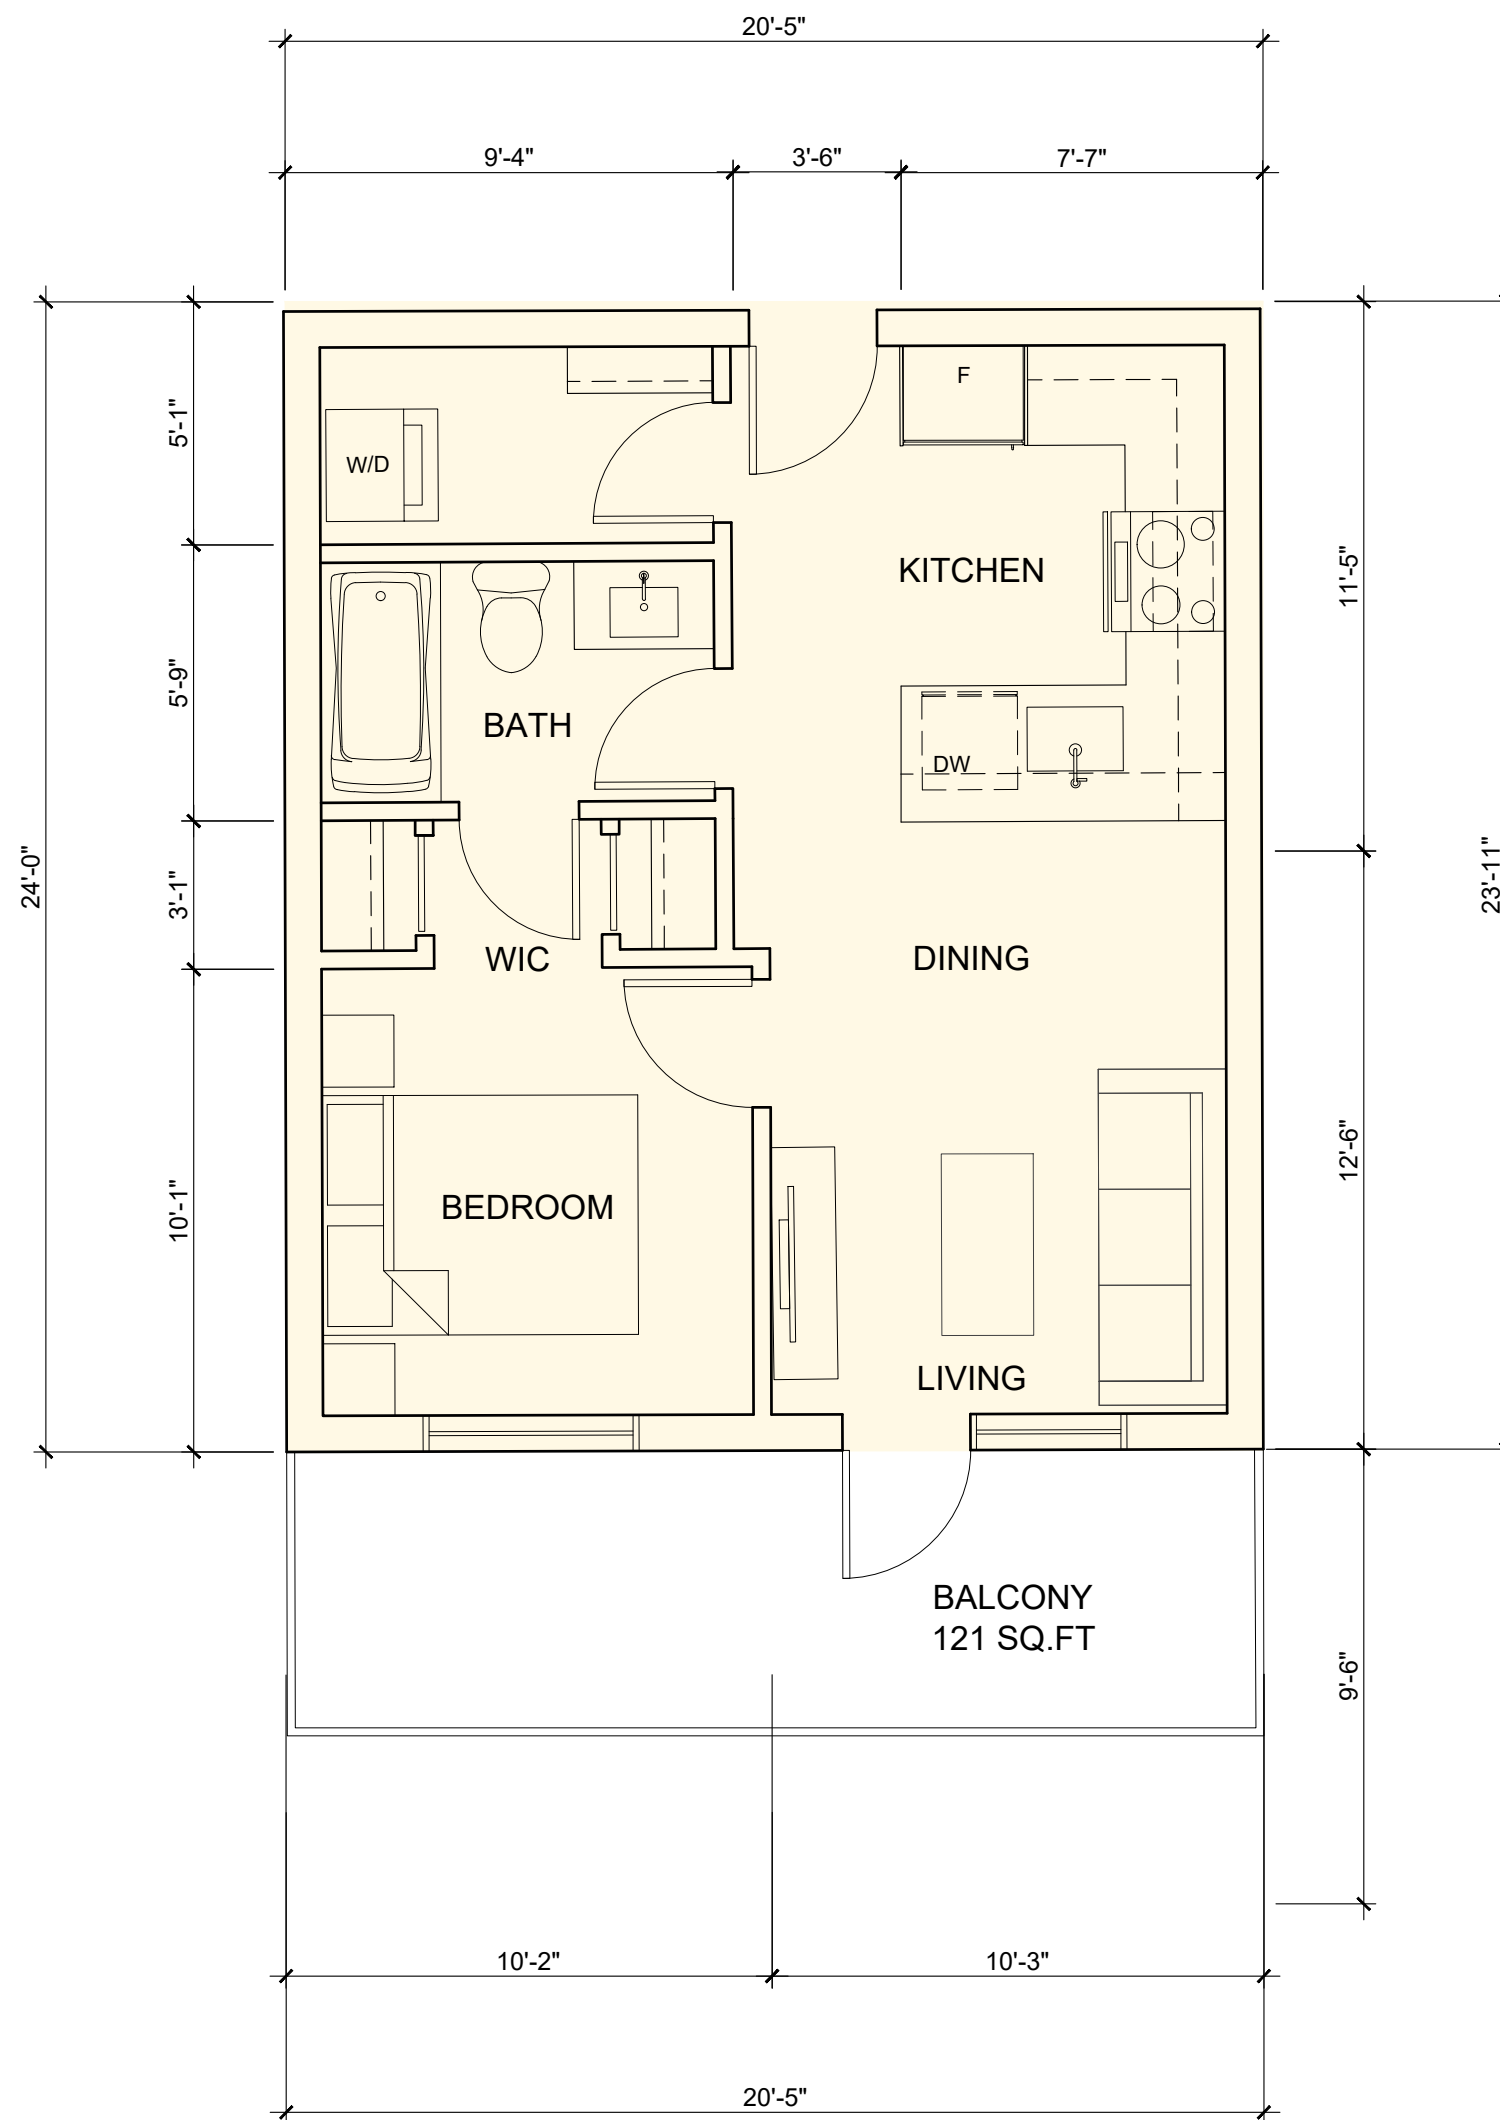 20'-5"
9'-4"
3'-6"
7'-7"
5'-1"
F
W/D
KITCHEN
11'-5"
5'-9"
BATH
DW
24'-0"
3'-1"
23'-11"
WIC
DINING
12'-6"
10'-1"
BEDROOM
LIVING
BALCONY
121 SQ.FT
9'-6"
10'-2"
10'-3"
20'-5"